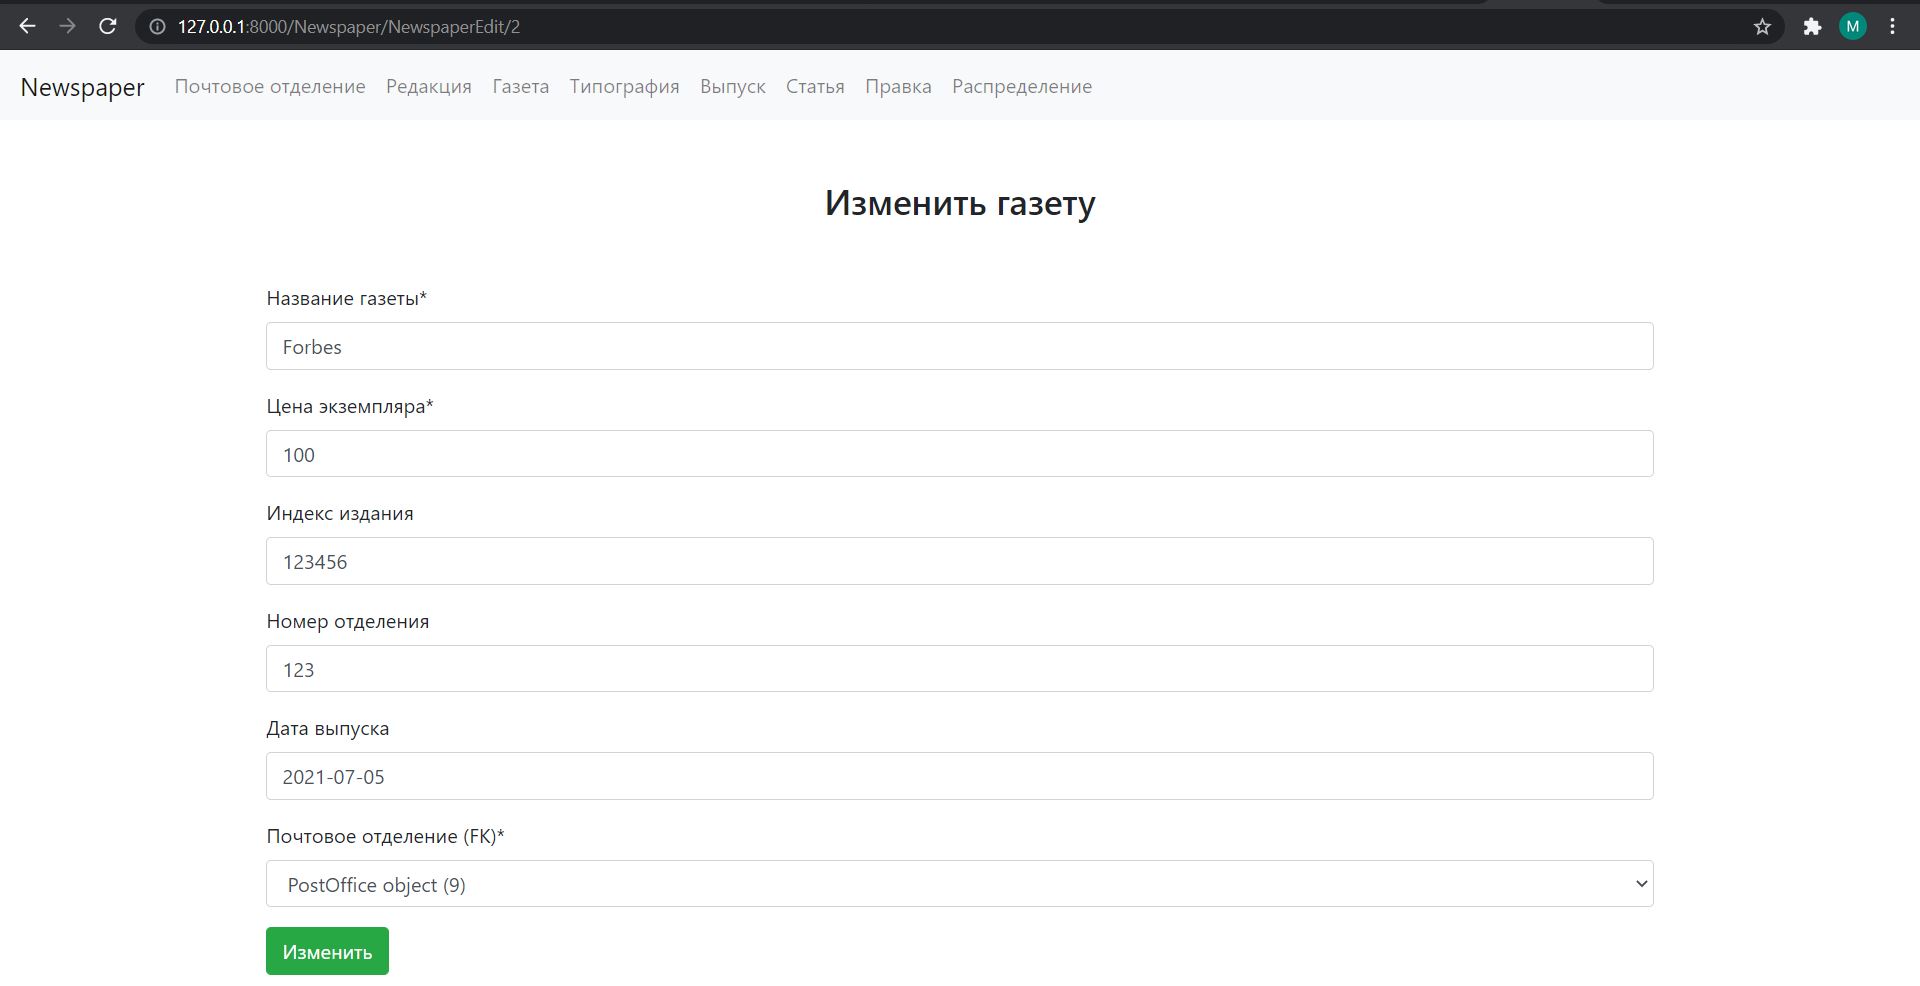 127.0.0.1:8000/Newspaper/NewspaperEdit/2
M
Newspaper Почтовое отделение Редакция Газета Типография Выпуск Статья Правка Распределение
Изменить газету
Название газеты*
Forbes
Цена экземпляра*
100
Индекс издания
123456
Номер отделения
123
Дата выпуска
2021-07-05
Почтовое отделение (FK)*
PostOffice object (9)
Изменить